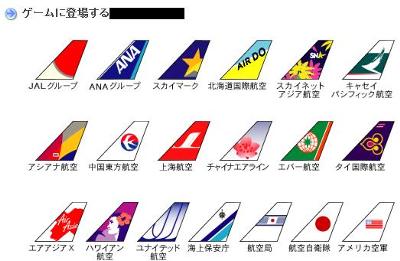 ゲームに登場する
ANA
AIR DO
SNA
JALグループ
ANAグループ
スカイマーク
北海道国際航空
スカイネット
アジア航空
キャセイ
パシフィック航空
アシアナ航空
中国東方航空
上海航空
チャイナエアライン
エバー航空
タイ国際航空
Air Asia X
エアアジアX
ハワイアン
航空
ユナイテッド
航空
海上保安庁
航空局
航空自衛隊
アメリカ空軍